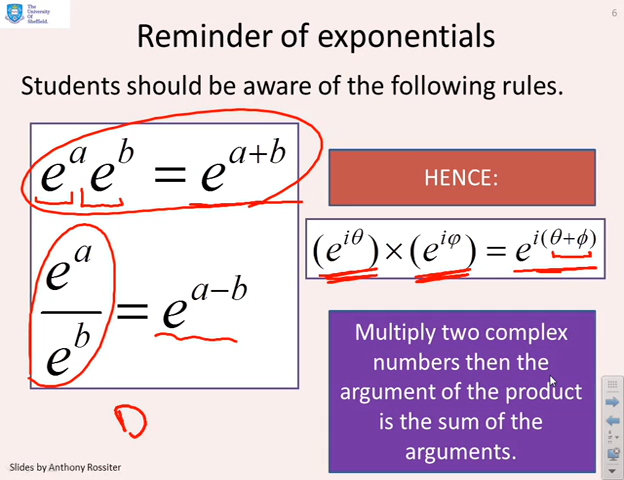 The
University
Of
Sheffield.
6
Reminder of exponentials
Students should be aware of the following rules.
e^a e^b = e^{a+b}
e^a / e^b = e^{a−b}
D
HENCE:
(e^{iθ}) × (e^{iφ}) = e^{i(θ+ϕ)}
Multiply two complex
numbers then the
argument of the product
is the sum of the
arguments.
Slides by Anthony Rossiter